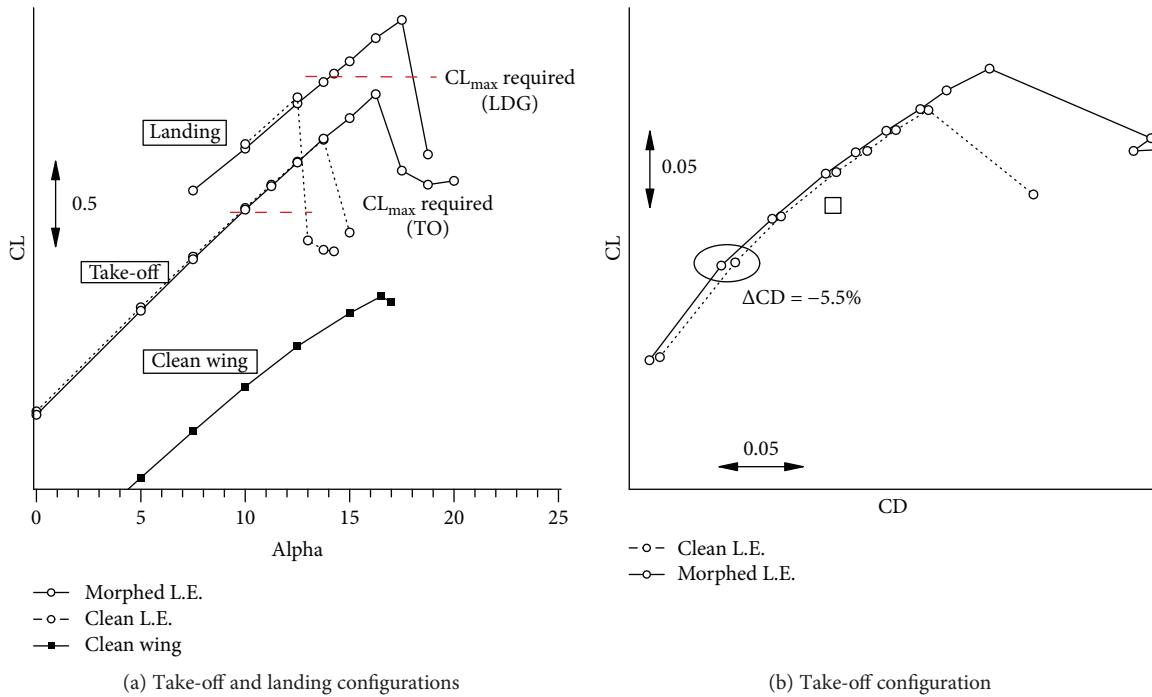 CL
0.5
Landing
Take-off
Clean wing
CLmax required
(LDG)
CLmax required
(TO)
0 5 10 15 20 25
Alpha
Morphed L.E.
Clean L.E.
Clean wing
(a) Take-off and landing configurations
CL
0.05
ΔCD = −5.5%
0.05
CD
Clean L.E.
Morphed L.E.
(b) Take-off configuration